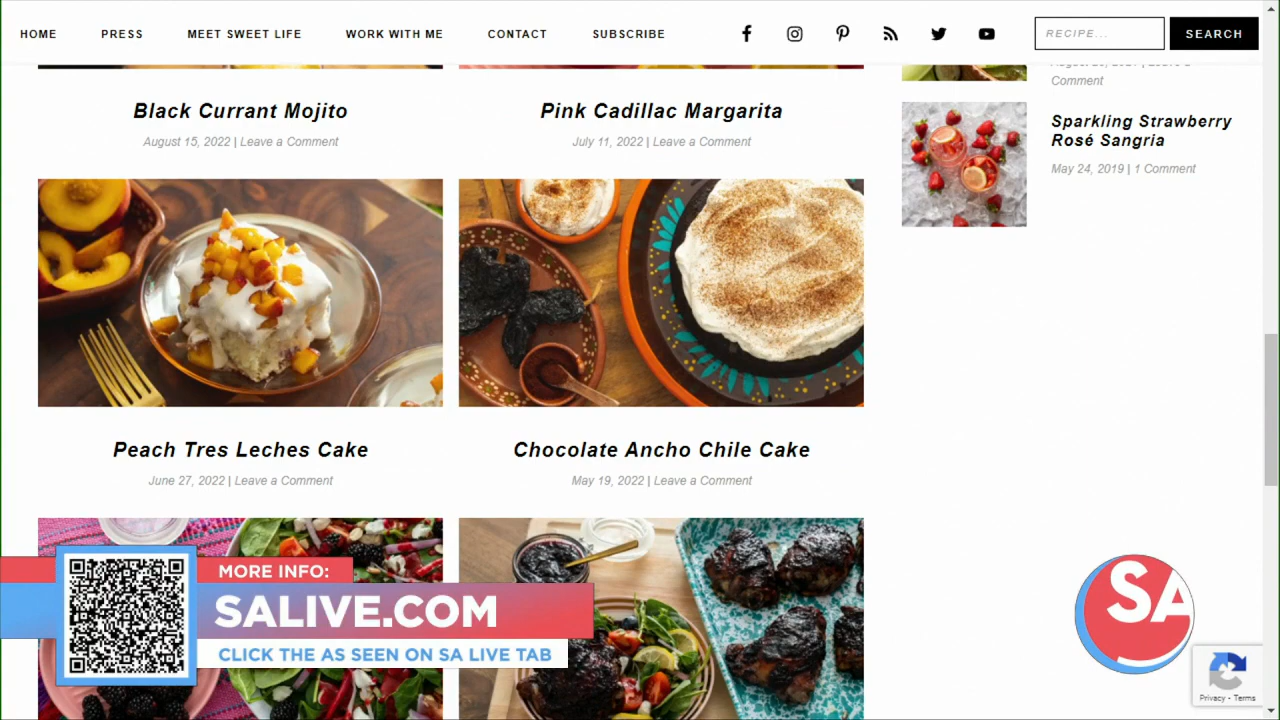 HOME PRESS MEET SWEET LIFE WORK WITH ME CONTACT SUBSCRIBE RECIPE... SEARCH
Comment
Black Currant Mojito
August 15, 2022 | Leave a Comment
Pink Cadillac Margarita
July 11, 2022 | Leave a Comment
Sparkling Strawberry
Rosé Sangria
May 24, 2019 | 1 Comment
Peach Tres Leches Cake
June 27, 2022 | Leave a Comment
Chocolate Ancho Chile Cake
May 19, 2022 | Leave a Comment
MORE INFO:
SALIVE.COM
CLICK THE AS SEEN ON SA LIVE TAB
SA
Privacy - Terms